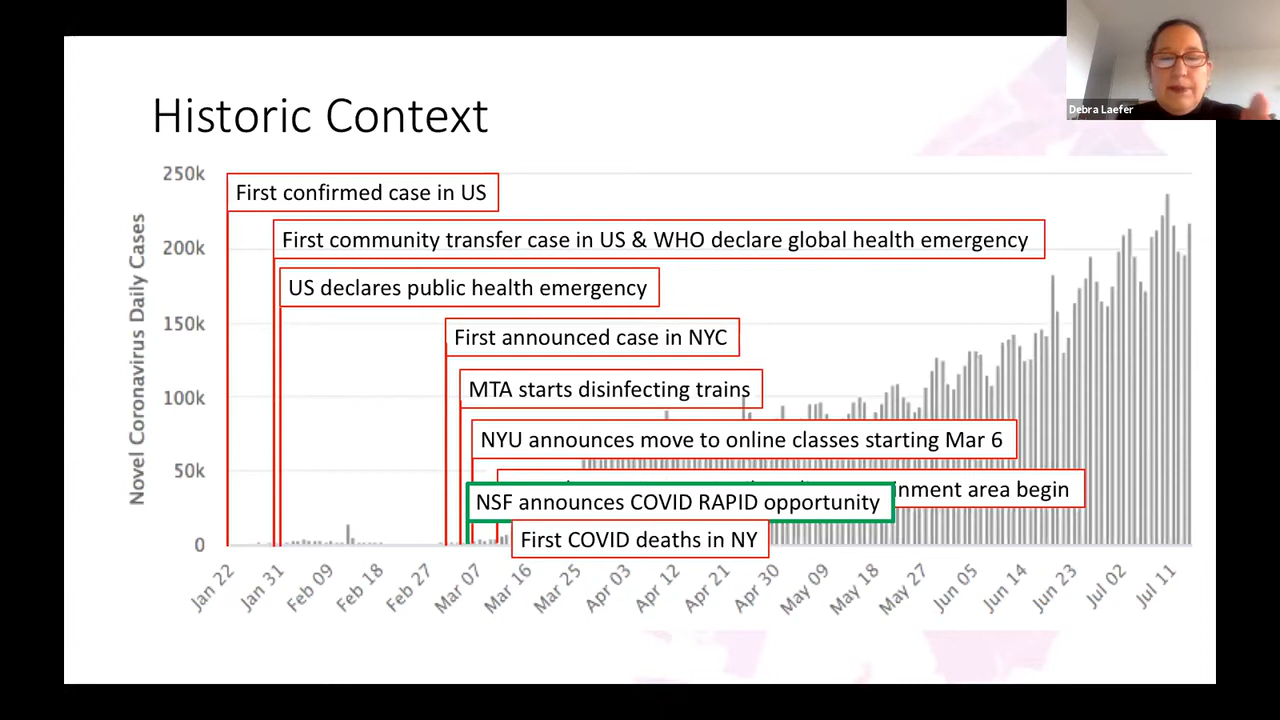 Debra Laefer
Historic Context
Novel Coronavirus Daily Cases
250k
200k
150k
100k
50k
0
First confirmed case in US
First community transfer case in US & WHO declare global health emergency
US declares public health emergency
First announced case in NYC
MTA starts disinfecting trains
NYU announces move to online classes starting Mar 6
area begin
NSF announces COVID RAPID opportunity
First COVID deaths in NY
Jan 22
Jan 31
Feb 09
Feb 18
Feb 27
Mar 07
Mar 16
Mar 25
Apr 03
Apr 12
Apr 21
Apr 30
May 09
May 18
May 27
Jun 05
Jun 14
Jun 23
Jul 02
Jul 11